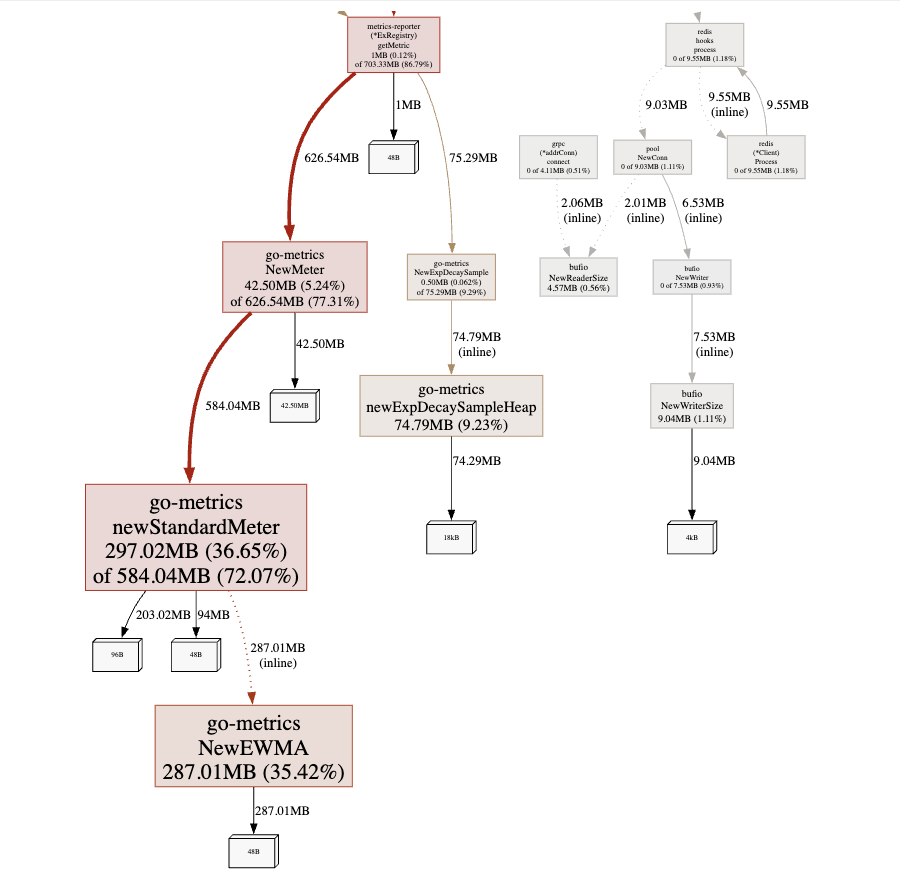 metrics-reporter
(*ExRegistry)
getMetric
1MB (0.12%)
of 703.33MB (86.79%)
redis
hooks
process
0 of 9.55MB (1.18%)
626.54MB
1MB
75.29MB
9.03MB
9.55MB
(inline)
9.55MB
48B
grpc
(*addrConn)
connect
0 of 4.11MB (0.51%)
pool
NewConn
0 of 9.03MB (1.11%)
redis
(*Client)
Process
0 of 9.55MB (1.18%)
2.06MB
(inline)
2.01MB
(inline)
6.53MB
(inline)
go-metrics
NewMeter
42.50MB (5.24%)
of 626.54MB (77.31%)
go-metrics
NewExpDecaySample
0.50MB (0.062%)
of 75.29MB (9.29%)
bufio
NewReaderSize
4.57MB (0.56%)
bufio
NewWriter
0 of 7.53MB (0.93%)
584.04MB
42.50MB
74.79MB
(inline)
7.53MB
(inline)
42.50MB
go-metrics
newExpDecaySampleHeap
74.79MB (9.23%)
bufio
NewWriterSize
9.04MB (1.11%)
74.29MB
9.04MB
go-metrics
newStandardMeter
297.02MB (36.65%)
of 584.04MB (72.07%)
18kB
4kB
203.02MB
94MB
287.01MB
(inline)
96B
48B
go-metrics
NewEWMA
287.01MB (35.42%)
287.01MB
48B